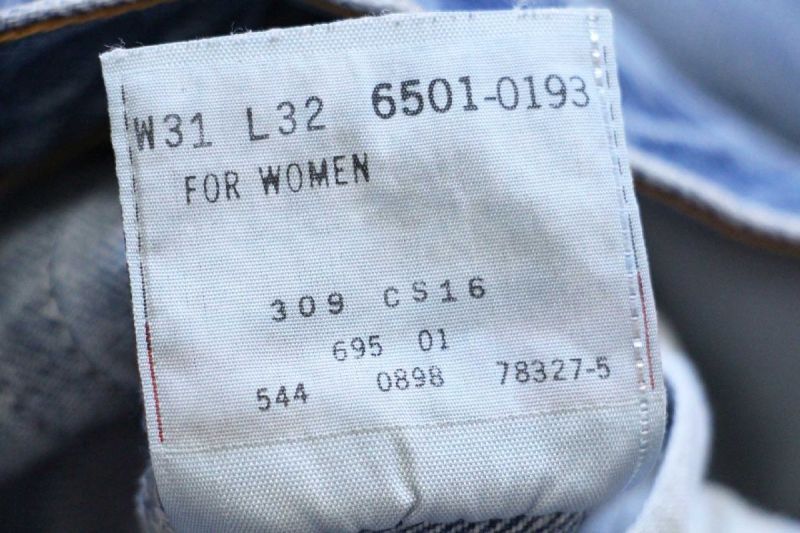 W31 L32 6501-0193
FOR WOMEN
309 CS16
695 01
544 0898 78327-5